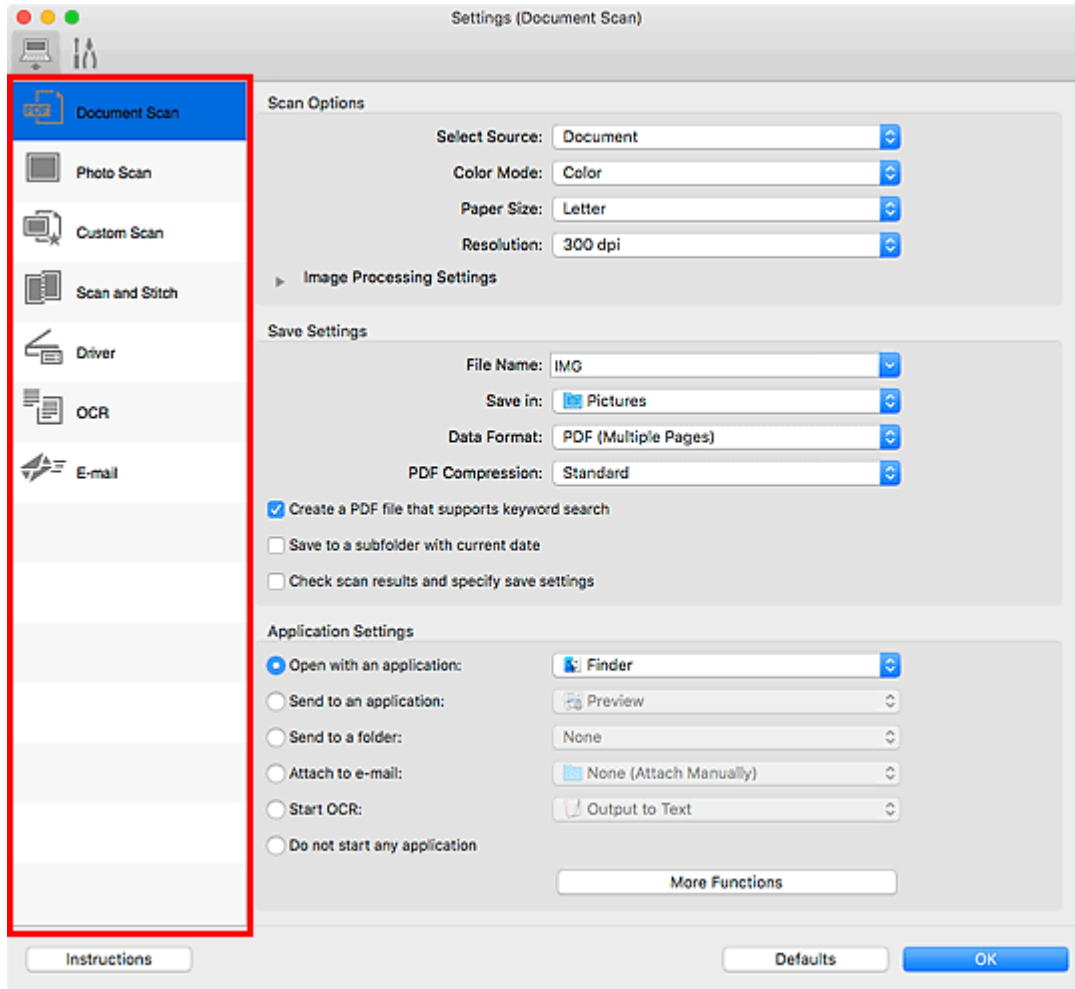 Settings (Document Scan)
PDF
Document Scan
Photo Scan
Custom Scan
Scan and Stitch
Driver
OCR
E-mail
Scan Options
Select Source: Document
Color Mode: Color
Paper Size: Letter
Resolution: 300 dpi
Image Processing Settings
Save Settings
File Name: IMG
Save in: Pictures
Data Format: PDF (Multiple Pages)
PDF Compression: Standard
Create a PDF file that supports keyword search
Save to a subfolder with current date
Check scan results and specify save settings
Application Settings
Open with an application: Finder
Send to an application: Preview
Send to a folder: None
Attach to e-mail: None (Attach Manually)
Start OCR: Output to Text
Do not start any application
More Functions
Instructions Defaults OK